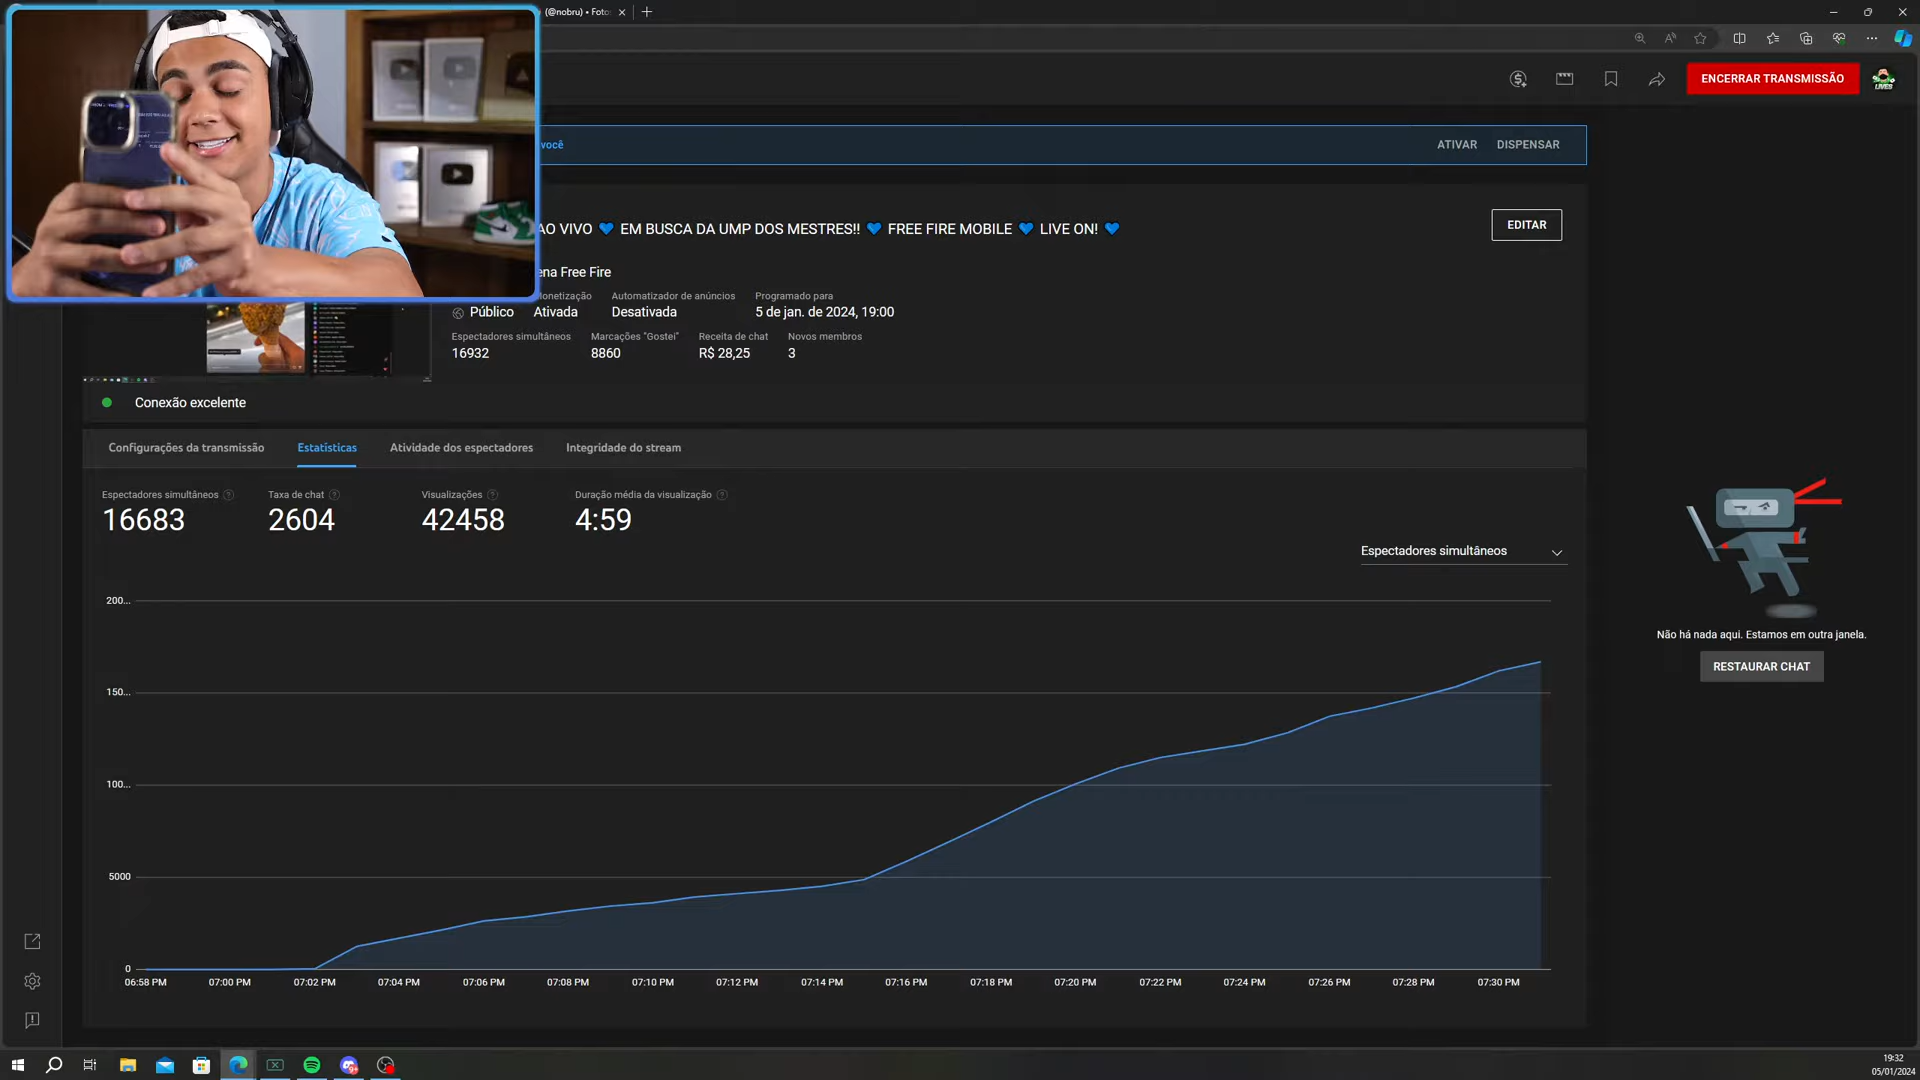 (@nobru) • Foto
ENCERRAR TRANSMISSÃO
LIVES
você
ATIVAR
DISPENSAR
AO VIVO 💙 EM BUSCA DA UMP DOS MESTRES!! 💙 FREE FIRE MOBILE 💙 LIVE ON! 💙
EDITAR
ena Free Fire
onetização
Automatizador de anúncios
Programado para
Público
Ativada
Desativada
5 de jan. de 2024, 19:00
Espectadores simultâneos
Marcações "Gostei"
Receita de chat
Novos membros
16932
8860
R$ 28,25
3
Conexão excelente
Configurações da transmissão
Estatísticas
Atividade dos espectadores
Integridade do stream
Espectadores simultâneos
Taxa de chat
Visualizações
Duração média da visualização
16683
2604
42458
4:59
Espectadores simultâneos
200...
150...
100...
5000
0
06:58 PM
07:00 PM
07:02 PM
07:04 PM
07:06 PM
07:08 PM
07:10 PM
07:12 PM
07:14 PM
07:16 PM
07:18 PM
07:20 PM
07:22 PM
07:24 PM
07:26 PM
07:28 PM
07:30 PM
Não há nada aqui. Estamos em outra janela.
RESTAURAR CHAT
19:32
05/01/2024